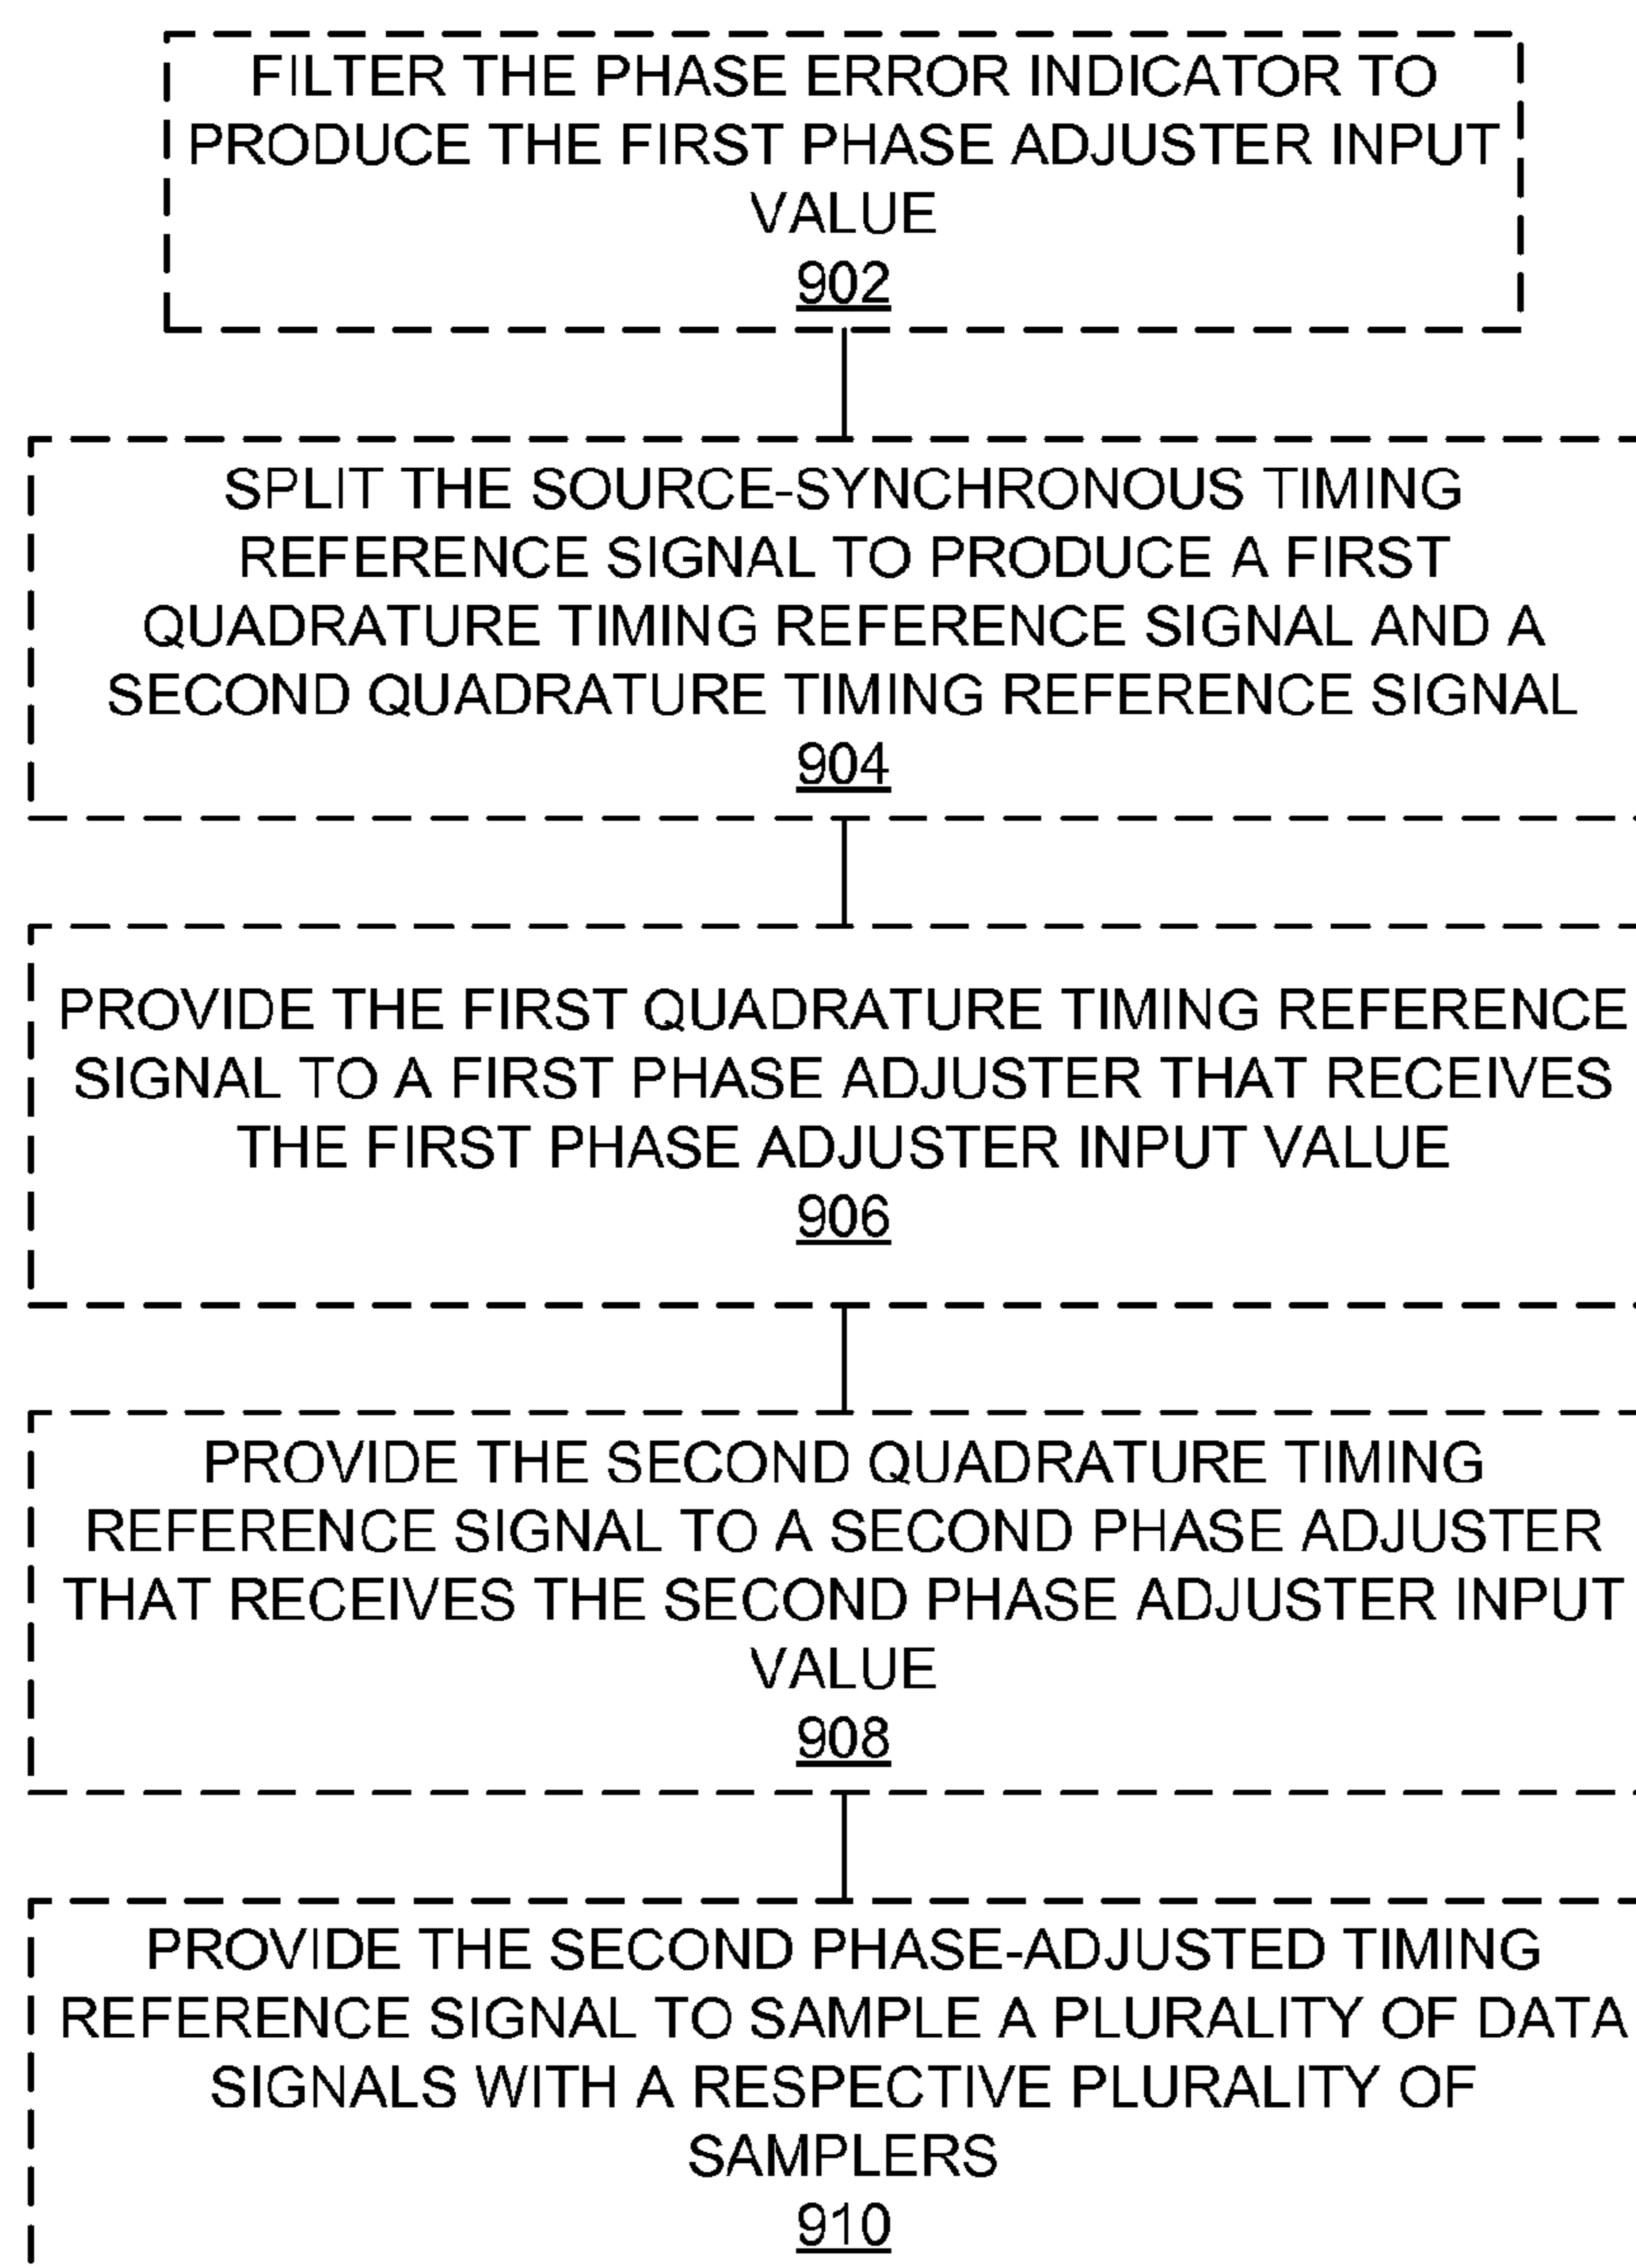 FILTER THE PHASE ERROR INDICATOR TO
PRODUCE THE FIRST PHASE ADJUSTER INPUT
VALUE
902
SPLIT THE SOURCE-SYNCHRONOUS TIMING
REFERENCE SIGNAL TO PRODUCE A FIRST
QUADRATURE TIMING REFERENCE SIGNAL AND A
SECOND QUADRATURE TIMING REFERENCE SIGNAL
904
PROVIDE THE FIRST QUADRATURE TIMING REFERENCE
SIGNAL TO A FIRST PHASE ADJUSTER THAT RECEIVES
THE FIRST PHASE ADJUSTER INPUT VALUE
906
PROVIDE THE SECOND QUADRATURE TIMING
REFERENCE SIGNAL TO A SECOND PHASE ADJUSTER
THAT RECEIVES THE SECOND PHASE ADJUSTER INPUT
VALUE
908
PROVIDE THE SECOND PHASE-ADJUSTED TIMING
REFERENCE SIGNAL TO SAMPLE A PLURALITY OF DATA
SIGNALS WITH A RESPECTIVE PLURALITY OF
SAMPLERS
910